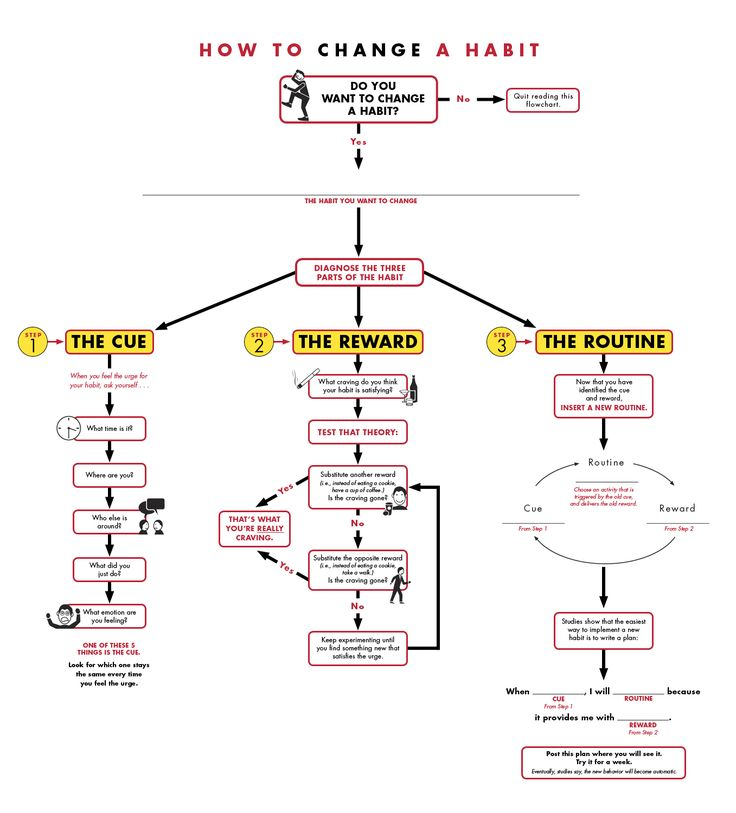 HOW TO CHANGE A HABIT
DO YOU
WANT TO CHANGE
A HABIT?
No
Quit reading this
flowchart.
Yes
THE HABIT YOU WANT TO CHANGE
DIAGNOSE THE THREE
PARTS OF THE HABIT
STEP
1
THE CUE
When you feel the urge for
your habit, ask yourself . . .
What time is it?
Where are you?
Who else is
around?
What did you
just do?
What emotion are
you feeling?
ONE OF THESE 5
THINGS IS THE CUE.
Look for which one stays
the same every time
you feel the urge.
STEP
2
THE REWARD
What craving do you think
your habit is satisfying?
TEST THAT THEORY:
Substitute another reward
(i.e., instead of eating a cookie,
have a cup of coffee.)
Is the craving gone?
Yes
THAT'S WHAT
YOU'RE REALLY
CRAVING.
No
Substitute the opposite reward
(i.e., instead of eating a cookie,
take a walk.)
Is the craving gone?
Yes
No
Keep experimenting until
you find something new that
satisfies the urge.
STEP
3
THE ROUTINE
Now that you have
identified the cue
and reward,
INSERT A NEW ROUTINE.
Routine
Choose an activity that is
triggered by the old cue,
and delivers the old reward.
Cue
From Step 1
Reward
From Step 2
Studies show that the easiest
way to implement a new
habit is to write a plan:
When __________, I will __________ because
CUE ROUTINE
From Step 1
it provides me with __________.
REWARD
From Step 2
Post this plan where you will see it.
Try it for a week.
Eventually, studies say, the new behavior will become automatic.